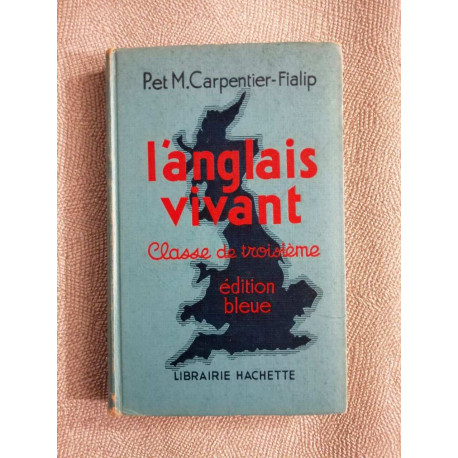 P. et M. Carpentier-Fialip
l'anglais
vivant
Classe de troisième
édition
bleue
LIBRAIRIE HACHETTE